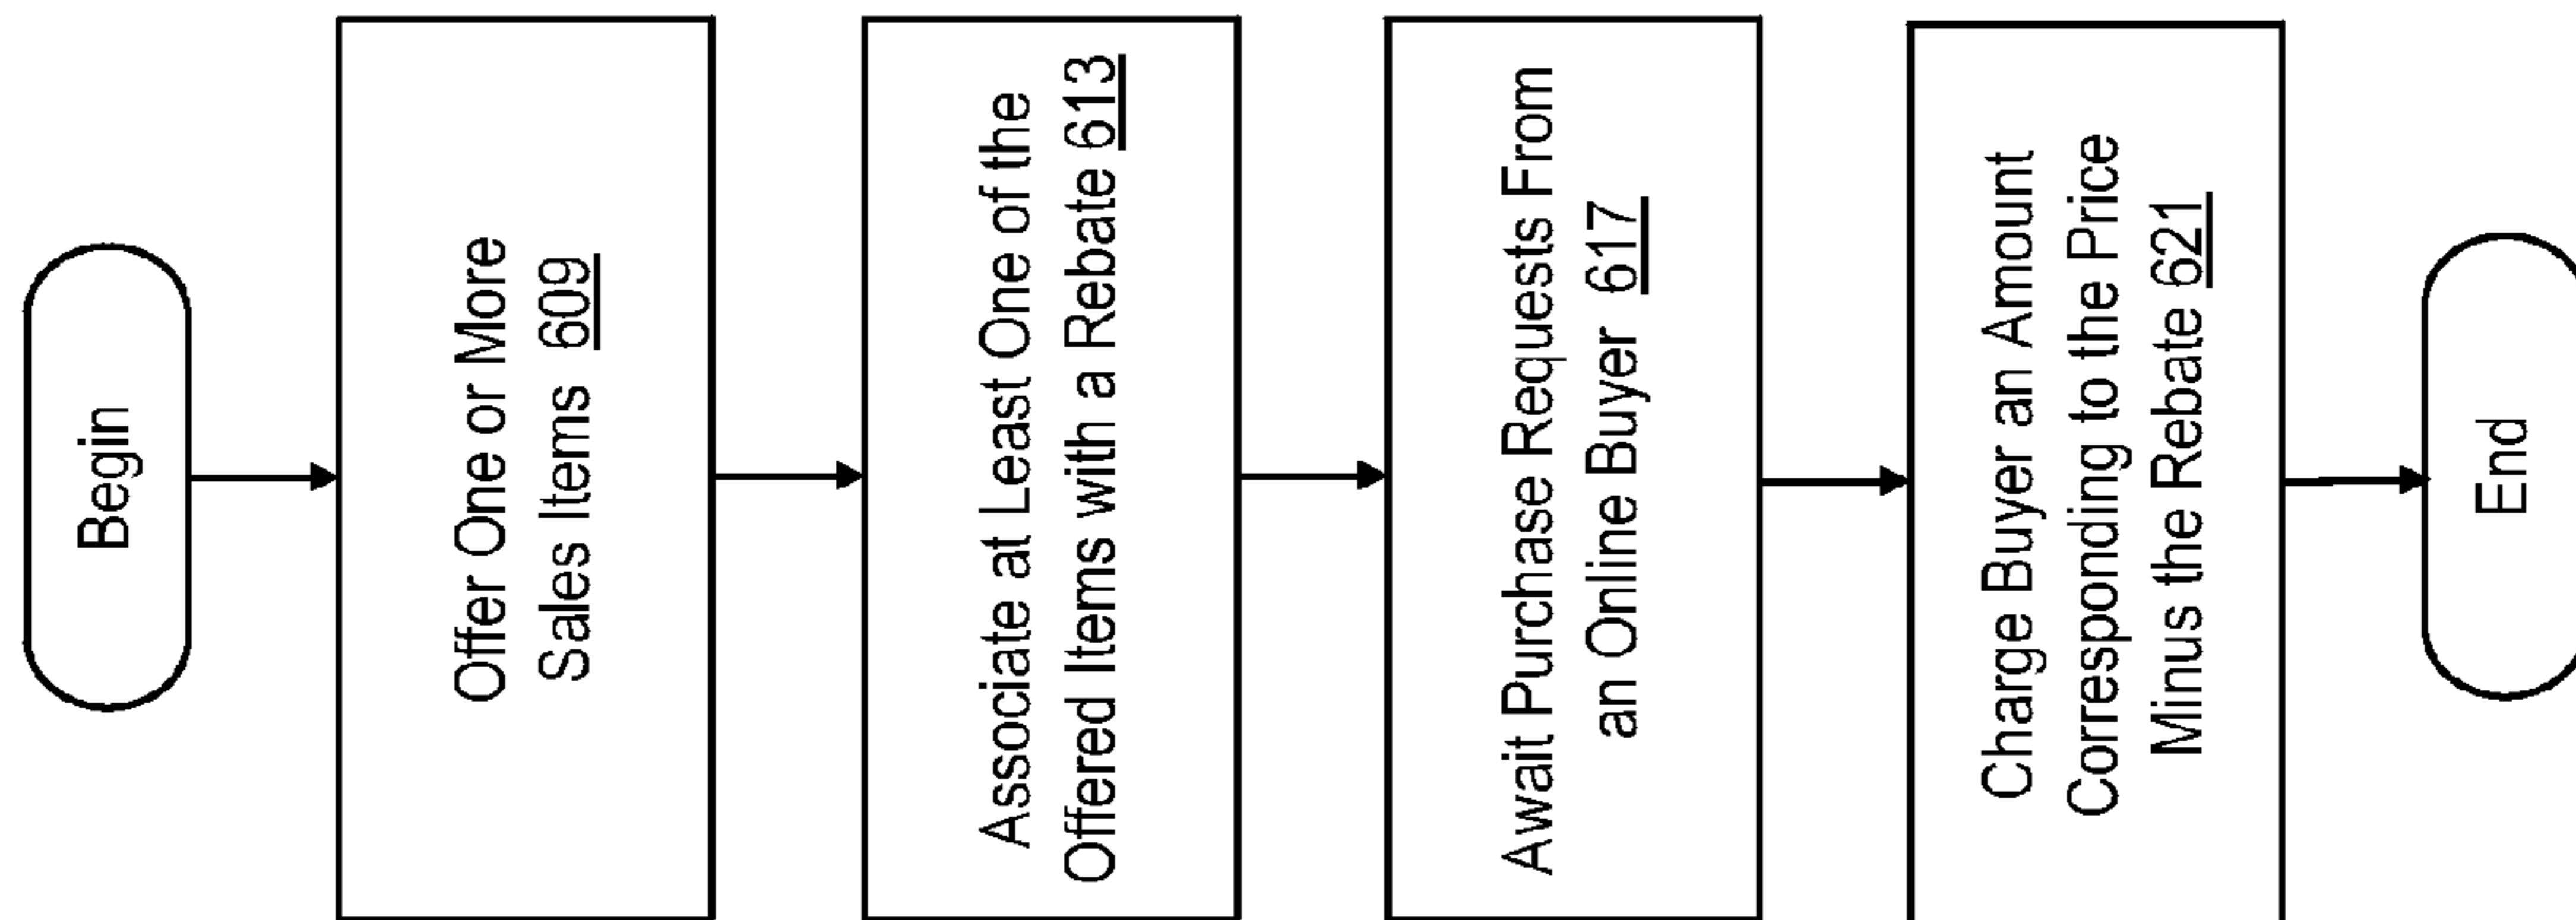 Begin
Offer One or More
Sales Items 609
Associate at Least One of the
Offered Items with a Rebate 613
Await Purchase Requests From
an Online Buyer 617
Charge Buyer an Amount
Corresponding to the Price
Minus the Rebate 621
End